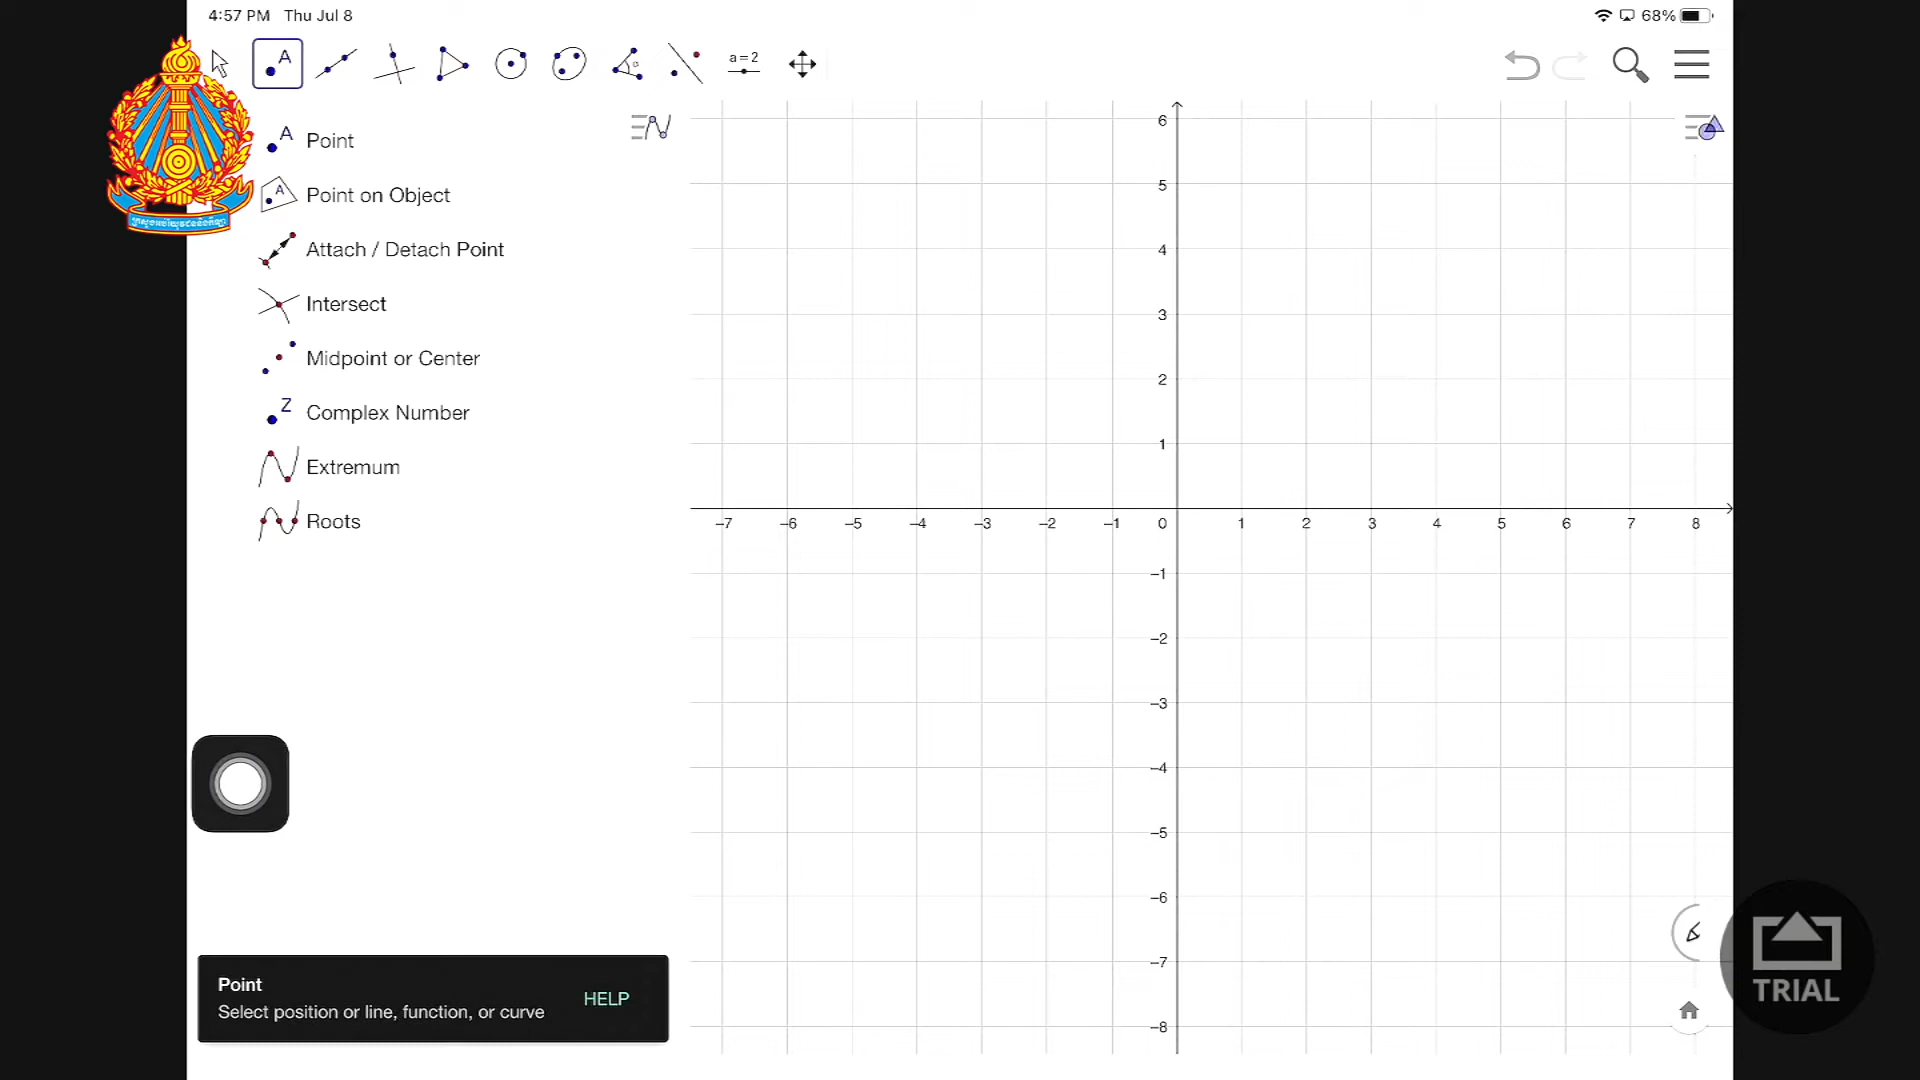 4:57 PM Thu Jul 8
68%
A
a = 2
A Point
A Point on Object
Attach / Detach Point
Intersect
Midpoint or Center
Z Complex Number
Extremum
Roots
6
5
4
3
2
1
−7 −6 −5 −4 −3 −2 −1 0 1 2 3 4 5 6 7 8
−1
−2
−3
−4
−5
−6
−7
−8
Point
Select position or line, function, or curve
HELP
TRIAL